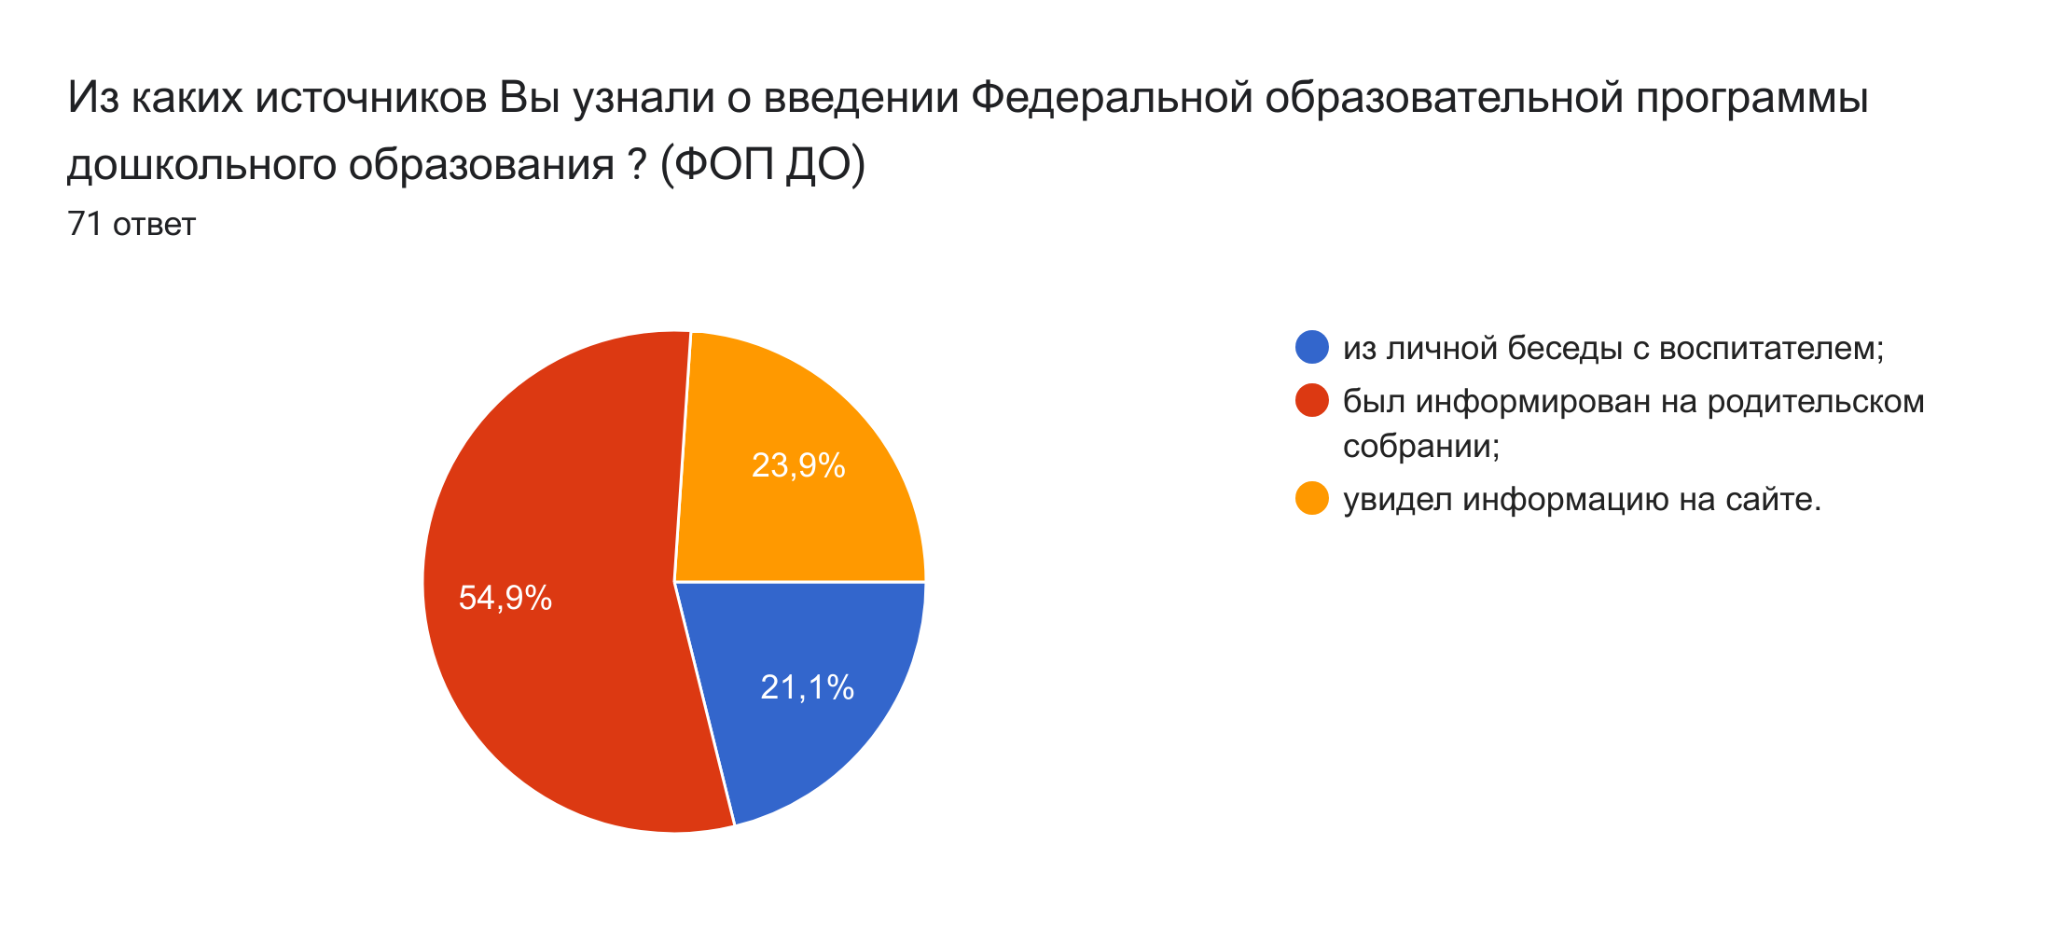 Из каких источников Вы узнали о введении Федеральной образовательной программы
дошкольного образования ? (ФОП ДО)
71 ответ
из личной беседы с воспитателем;
был информирован на родительском
собрании;
увидел информацию на сайте.
23,9%
54,9%
21,1%